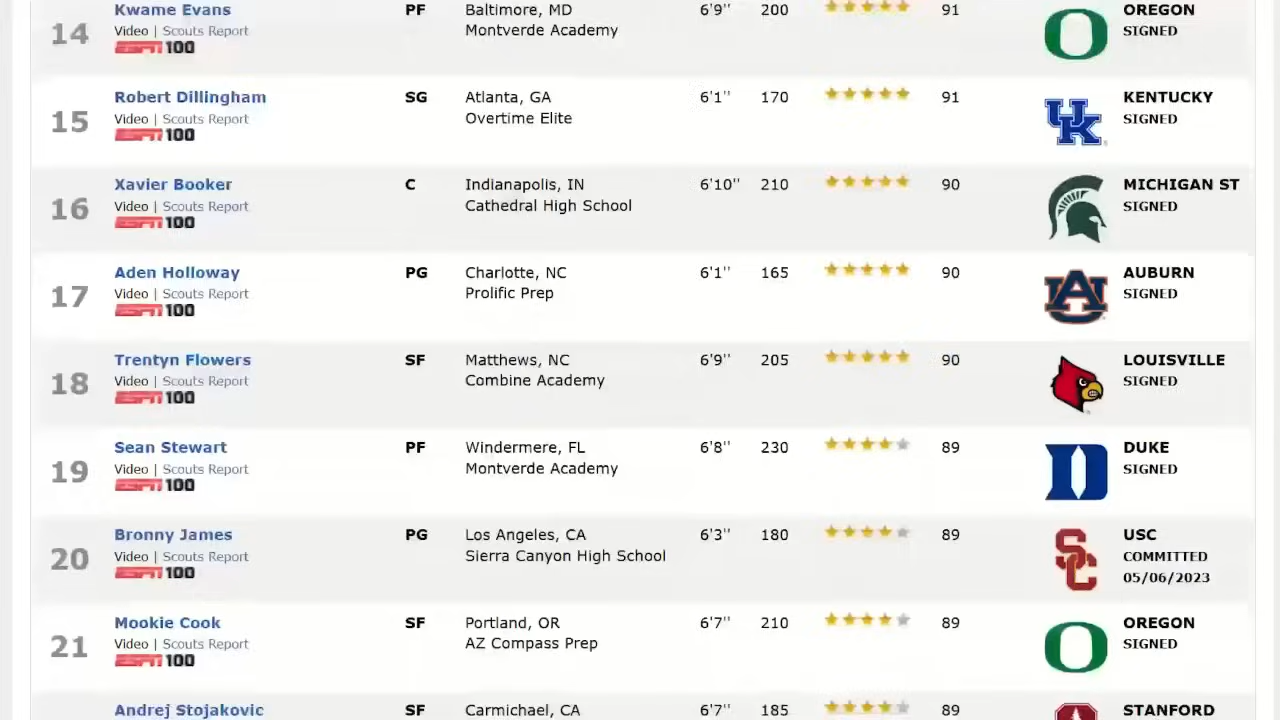 Kwame Evans PF Baltimore, MD 6'9'' 200 91 OREGON
14 Video | Scouts Report Montverde Academy SIGNED
ESPN 100
Robert Dillingham SG Atlanta, GA 6'1'' 170 91 KENTUCKY
15 Video | Scouts Report Overtime Elite SIGNED
ESPN 100
Xavier Booker C Indianapolis, IN 6'10'' 210 90 MICHIGAN ST
16 Video | Scouts Report Cathedral High School SIGNED
ESPN 100
Aden Holloway PG Charlotte, NC 6'1'' 165 90 AUBURN
17 Video | Scouts Report Prolific Prep SIGNED
ESPN 100
Trentyn Flowers SF Matthews, NC 6'9'' 205 90 LOUISVILLE
18 Video | Scouts Report Combine Academy SIGNED
ESPN 100
Sean Stewart PF Windermere, FL 6'8'' 230 89 DUKE
19 Video | Scouts Report Montverde Academy SIGNED
ESPN 100
Bronny James PG Los Angeles, CA 6'3'' 180 89 USC
20 Video | Scouts Report Sierra Canyon High School COMMITTED
ESPN 100 05/06/2023
Mookie Cook SF Portland, OR 6'7'' 210 89 OREGON
21 Video | Scouts Report AZ Compass Prep SIGNED
ESPN 100
Andrej Stojakovic SF Carmichael, CA 6'7'' 185 89 STANFORD